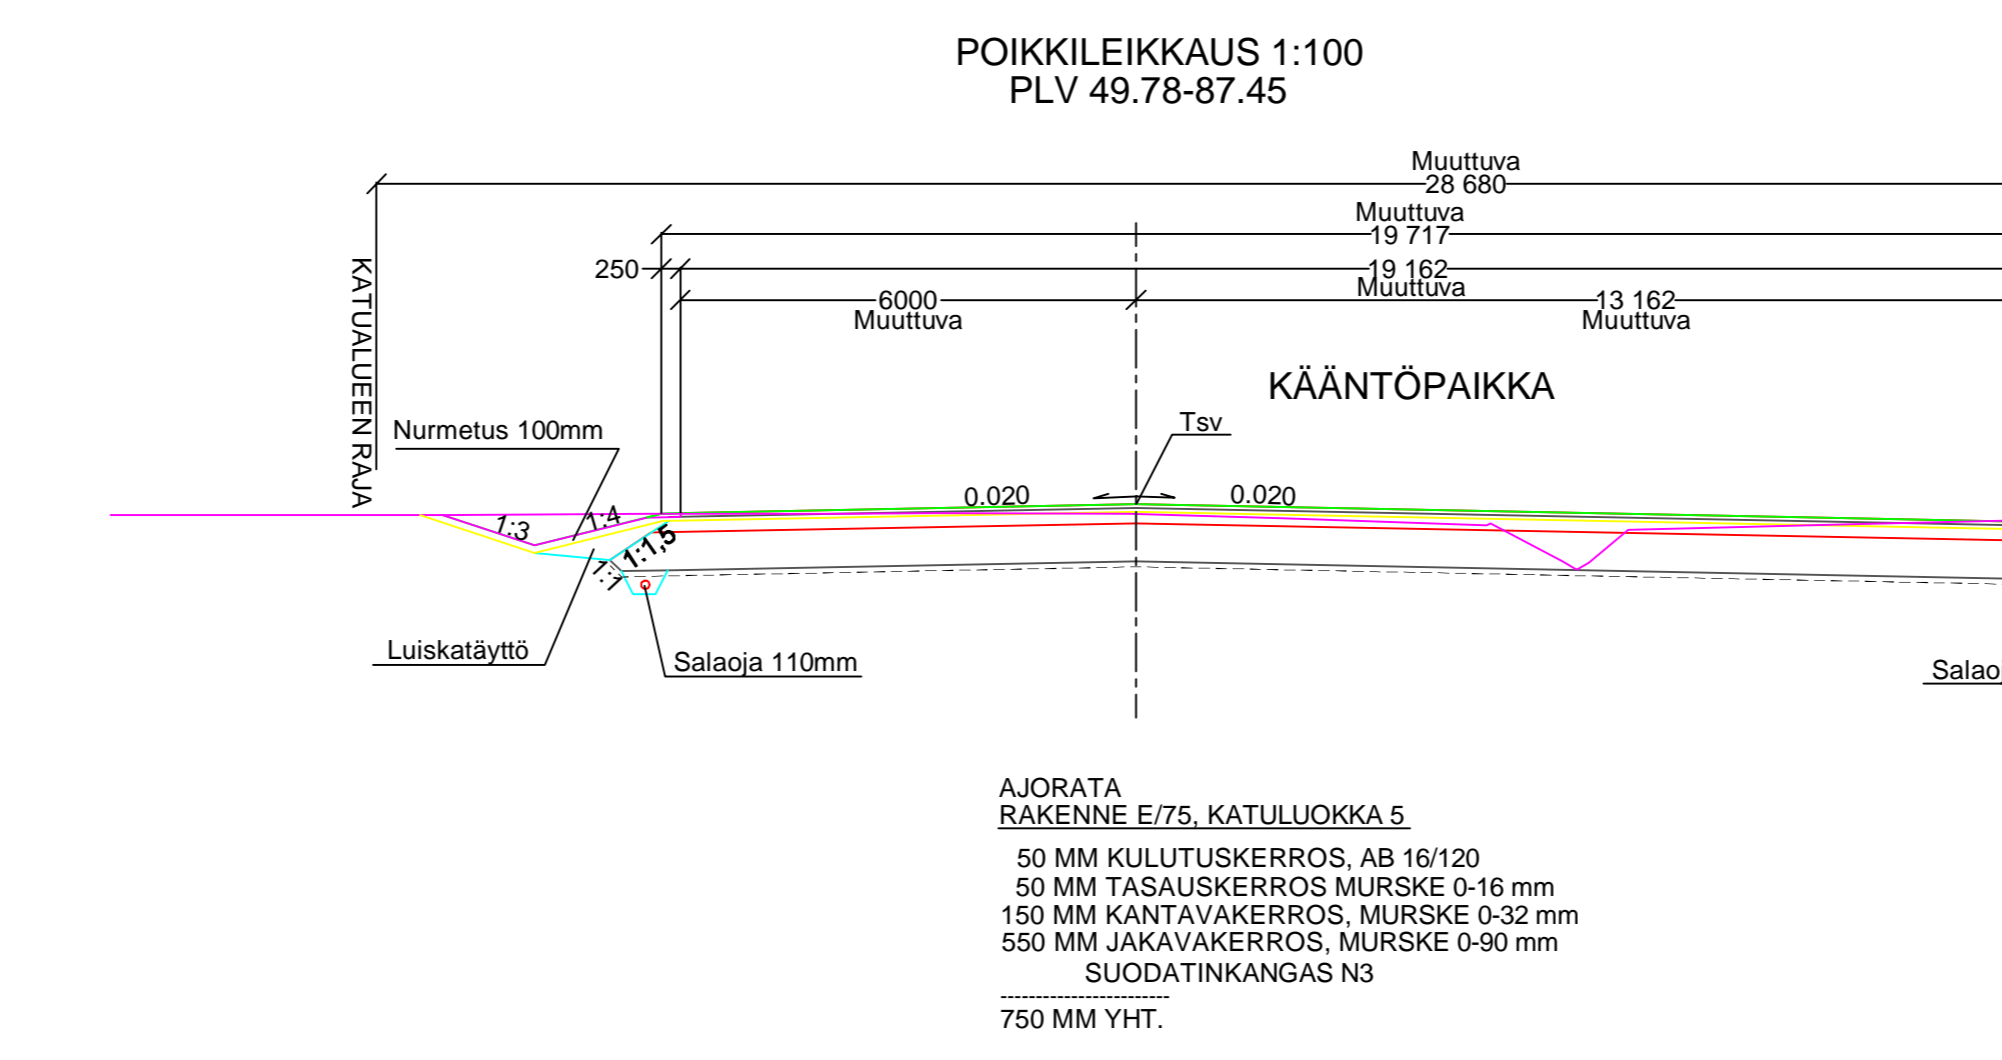 POIKKILEIKKAUS 1:100
PLV 49.78-87.45
Muuttuva
28 680
Muuttuva
19 717
250
19 162
Muuttuva
6000
Muuttuva
13 162
Muuttuva
KATUALUEEN RAJA
KÄÄNTÖPAIKKA
Nurmetus 100mm
Tsv
0.020
0.020
1:3
1:4
1:1,5
1:1
Luiskatäyttö
Salaoja 110mm
Salao
AJORATA
RAKENNE E/75, KATULUOKKA 5
50 MM KULUTUSKERROS, AB 16/120
50 MM TASAUSKERROS MURSKE 0-16 mm
150 MM KANTAVAKERROS, MURSKE 0-32 mm
550 MM JAKAVAKERROS, MURSKE 0-90 mm
SUODATINKANGAS N3
------------------------
750 MM YHT.